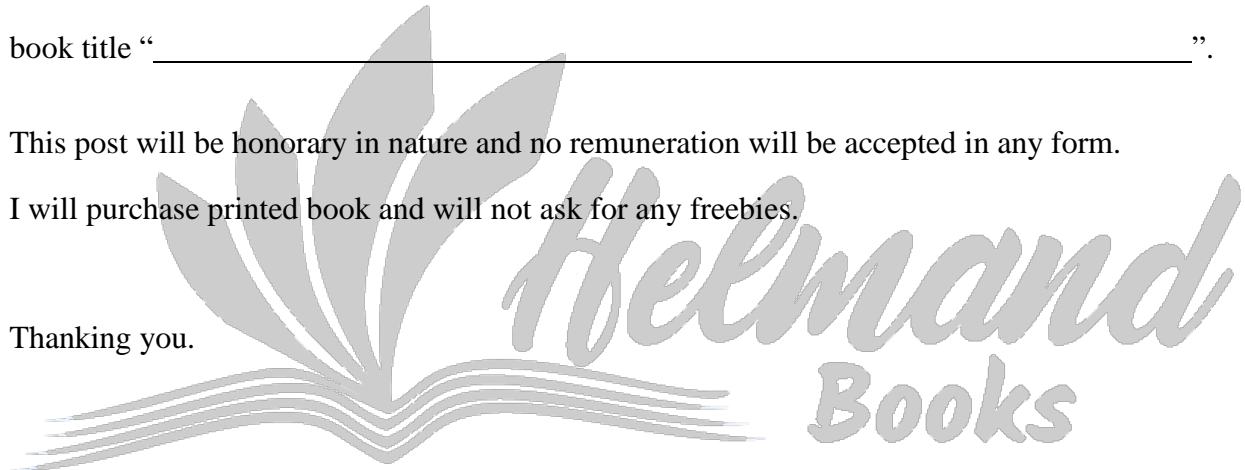 book title “__________________________________________________________________”.
This post will be honorary in nature and no remuneration will be accepted in any form.
I will purchase printed book and will not ask for any freebies.
Thanking you.
Helmand
Books